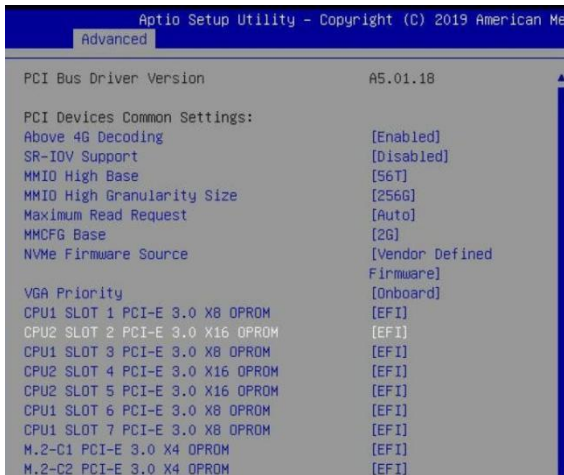 Aptio Setup Utility - Copyright (C) 2019 American Me
Advanced
PCI Bus Driver Version A5.01.18
PCI Devices Common Settings:
Above 4G Decoding [Enabled]
SR-IOV Support [Disabled]
MMIO High Base [56T]
MMIO High Granularity Size [256G]
Maximum Read Request [Auto]
MMCFG Base [2G]
NVMe Firmware Source [Vendor Defined
Firmware]
VGA Priority [Onboard]
CPU1 SLOT 1 PCI-E 3.0 X8 OPROM [EFI]
CPU2 SLOT 2 PCI-E 3.0 X16 OPROM [EFI]
CPU1 SLOT 3 PCI-E 3.0 X8 OPROM [EFI]
CPU2 SLOT 4 PCI-E 3.0 X16 OPROM [EFI]
CPU2 SLOT 5 PCI-E 3.0 X16 OPROM [EFI]
CPU1 SLOT 6 PCI-E 3.0 X8 OPROM [EFI]
CPU1 SLOT 7 PCI-E 3.0 X8 OPROM [EFI]
M.2-C1 PCI-E 3.0 X4 OPROM [EFI]
M.2-C2 PCI-E 3.0 X4 OPROM [EFI]